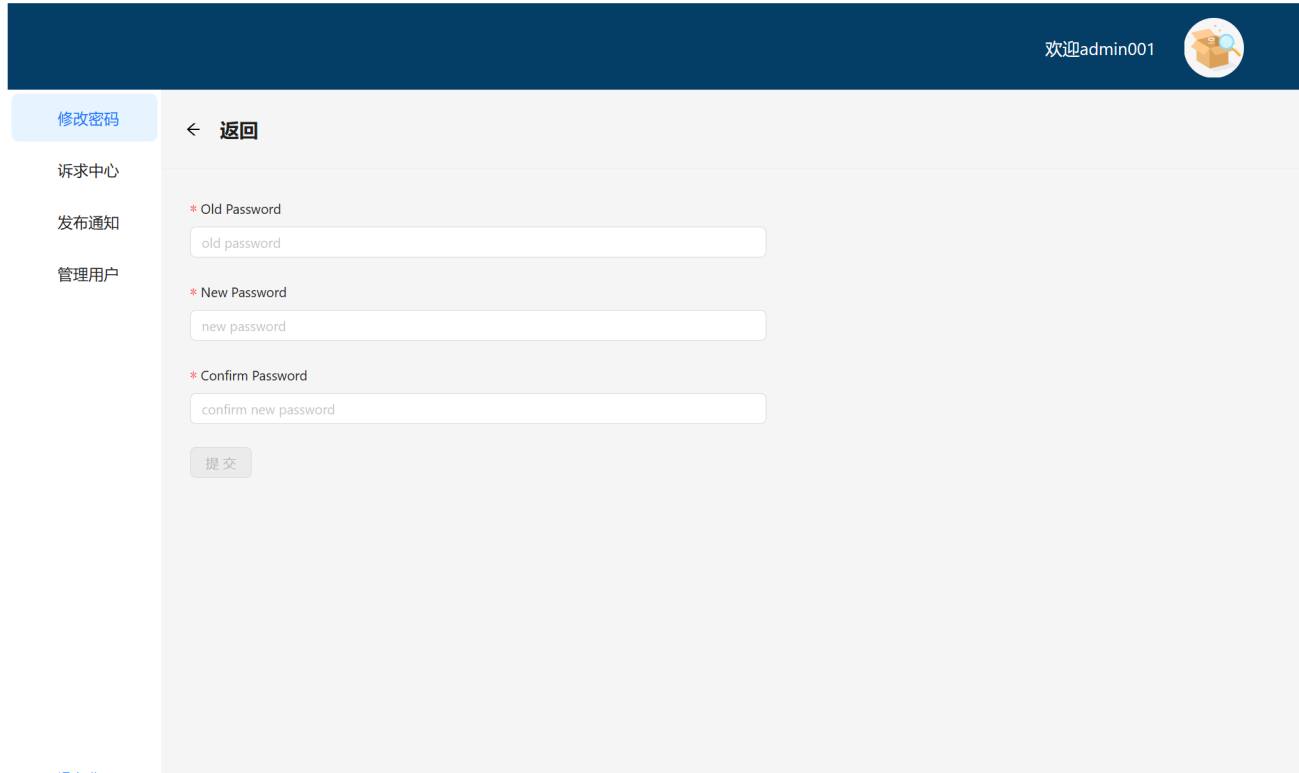 欢迎admin001
修改密码
诉求中心
发布通知
管理用户
返回
* Old Password
old password
* New Password
new password
* Confirm Password
confirm new password
提 交